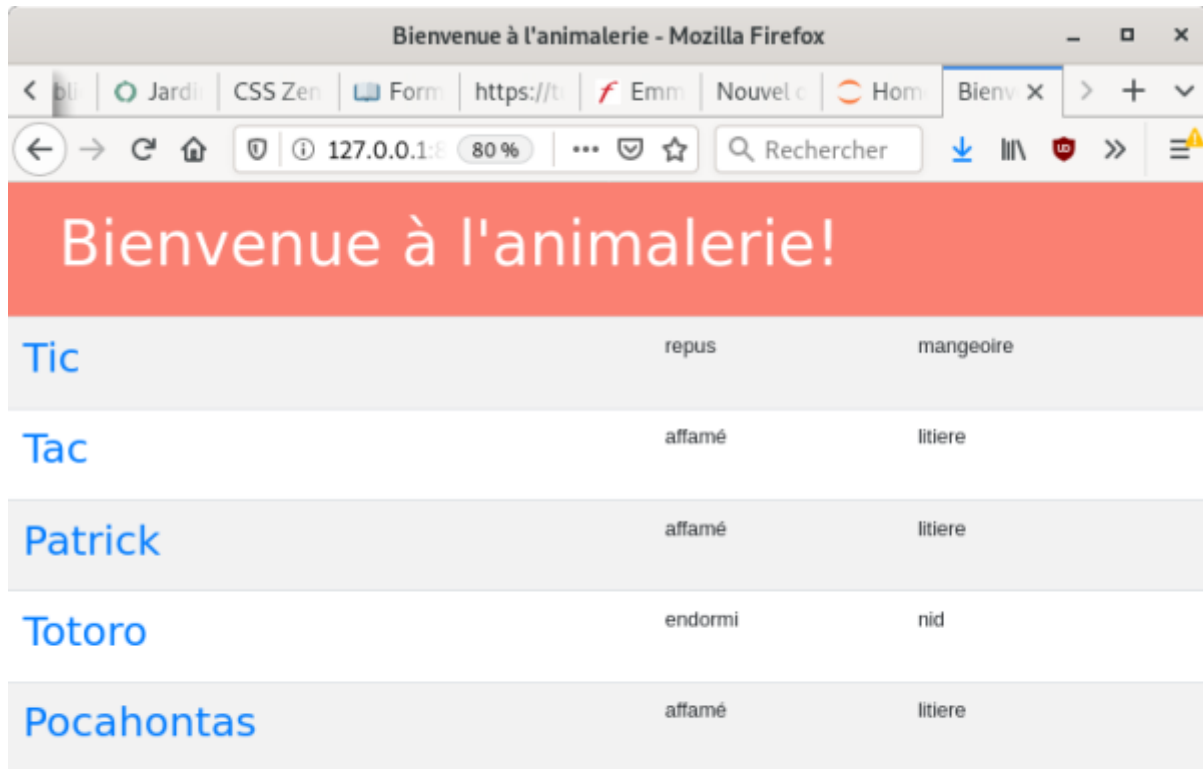 Bienvenue à l'animalerie - Mozilla Firefox
Jardi CSS Zen Form https://t Emm Nouvel Hom Bienv
127.0.0.1: 80 % Rechercher
Bienvenue à l'animalerie!
Tic repus mangeoire
Tac affamé litiere
Patrick affamé litiere
Totoro endormi nid
Pocahontas affamé litiere